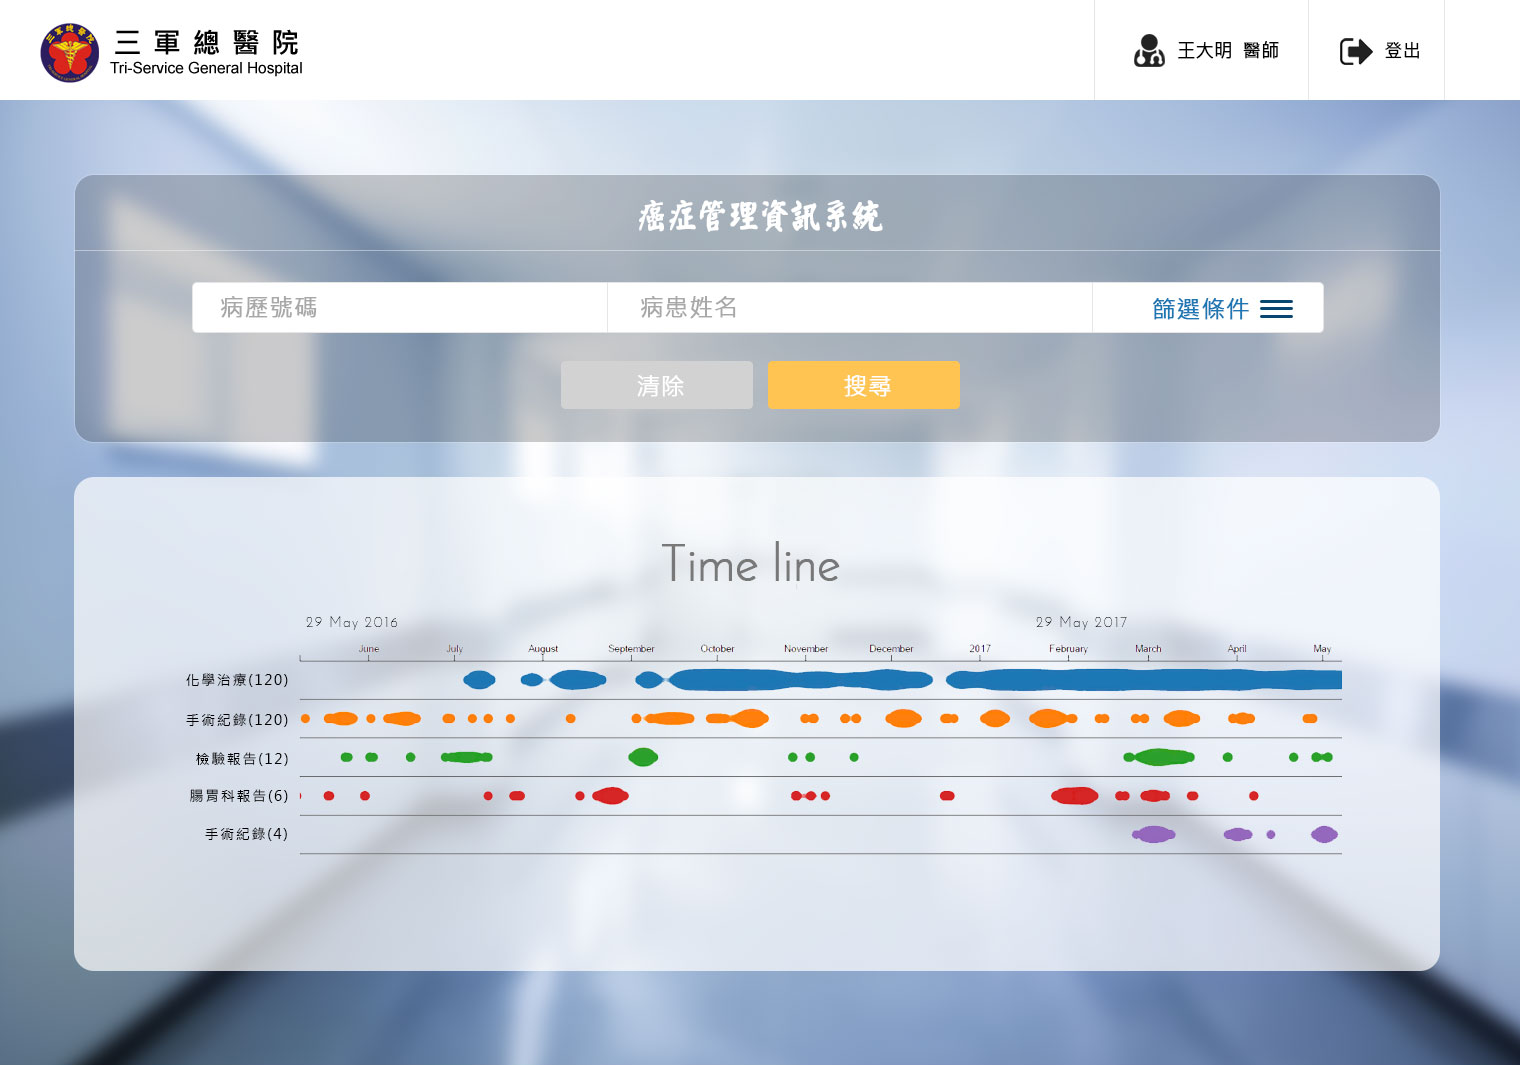 三軍總醫院
Tri-Service General Hospital
王大明 醫師
登出
癌症管理資訊系統
病歷號碼
病患姓名
篩選條件
清除
搜尋
Time line
29 May 2016
29 May 2017
June July August September October November December 2017 February March April May
化學治療(120)
手術紀錄(120)
檢驗報告(12)
腸胃科報告(6)
手術紀錄(4)